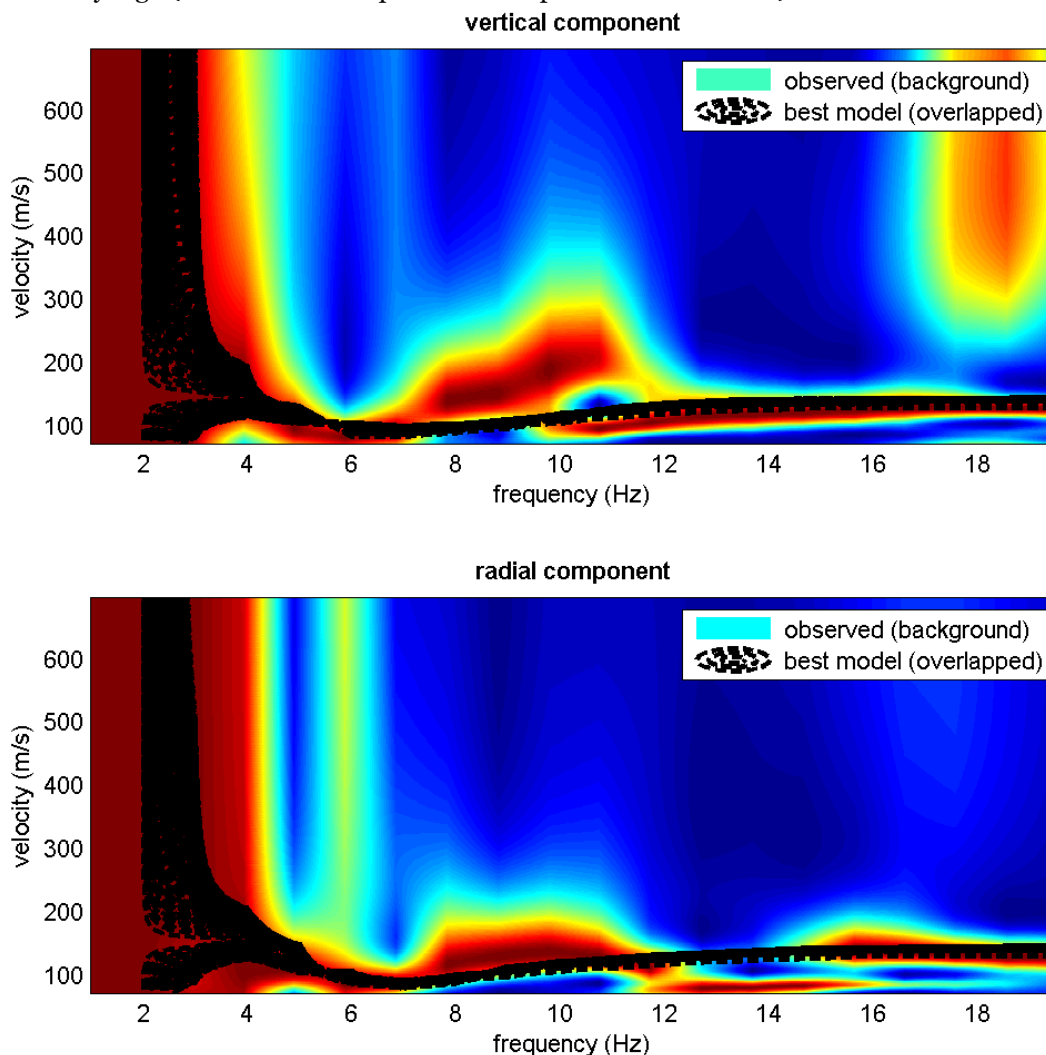 vertical component
600
500
400
300
200
100
velocity (m/s)
observed (background)
best model (overlapped)
2 4 6 8 10 12 14 16 18
frequency (Hz)
radial component
600
500
400
300
200
100
velocity (m/s)
observed (background)
best model (overlapped)
2 4 6 8 10 12 14 16 18
frequency (Hz)